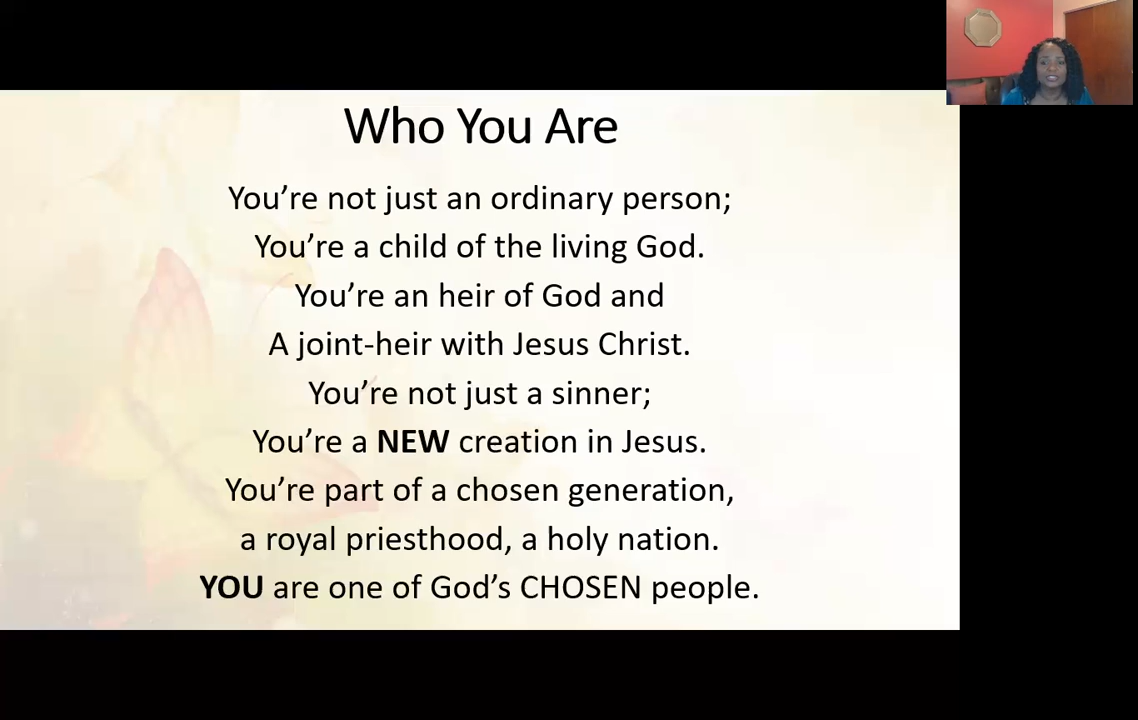 Who You Are
You’re not just an ordinary person;
You’re a child of the living God.
You’re an heir of God and
A joint-heir with Jesus Christ.
You’re not just a sinner;
You’re a NEW creation in Jesus.
You’re part of a chosen generation,
a royal priesthood, a holy nation.
YOU are one of God’s CHOSEN people.